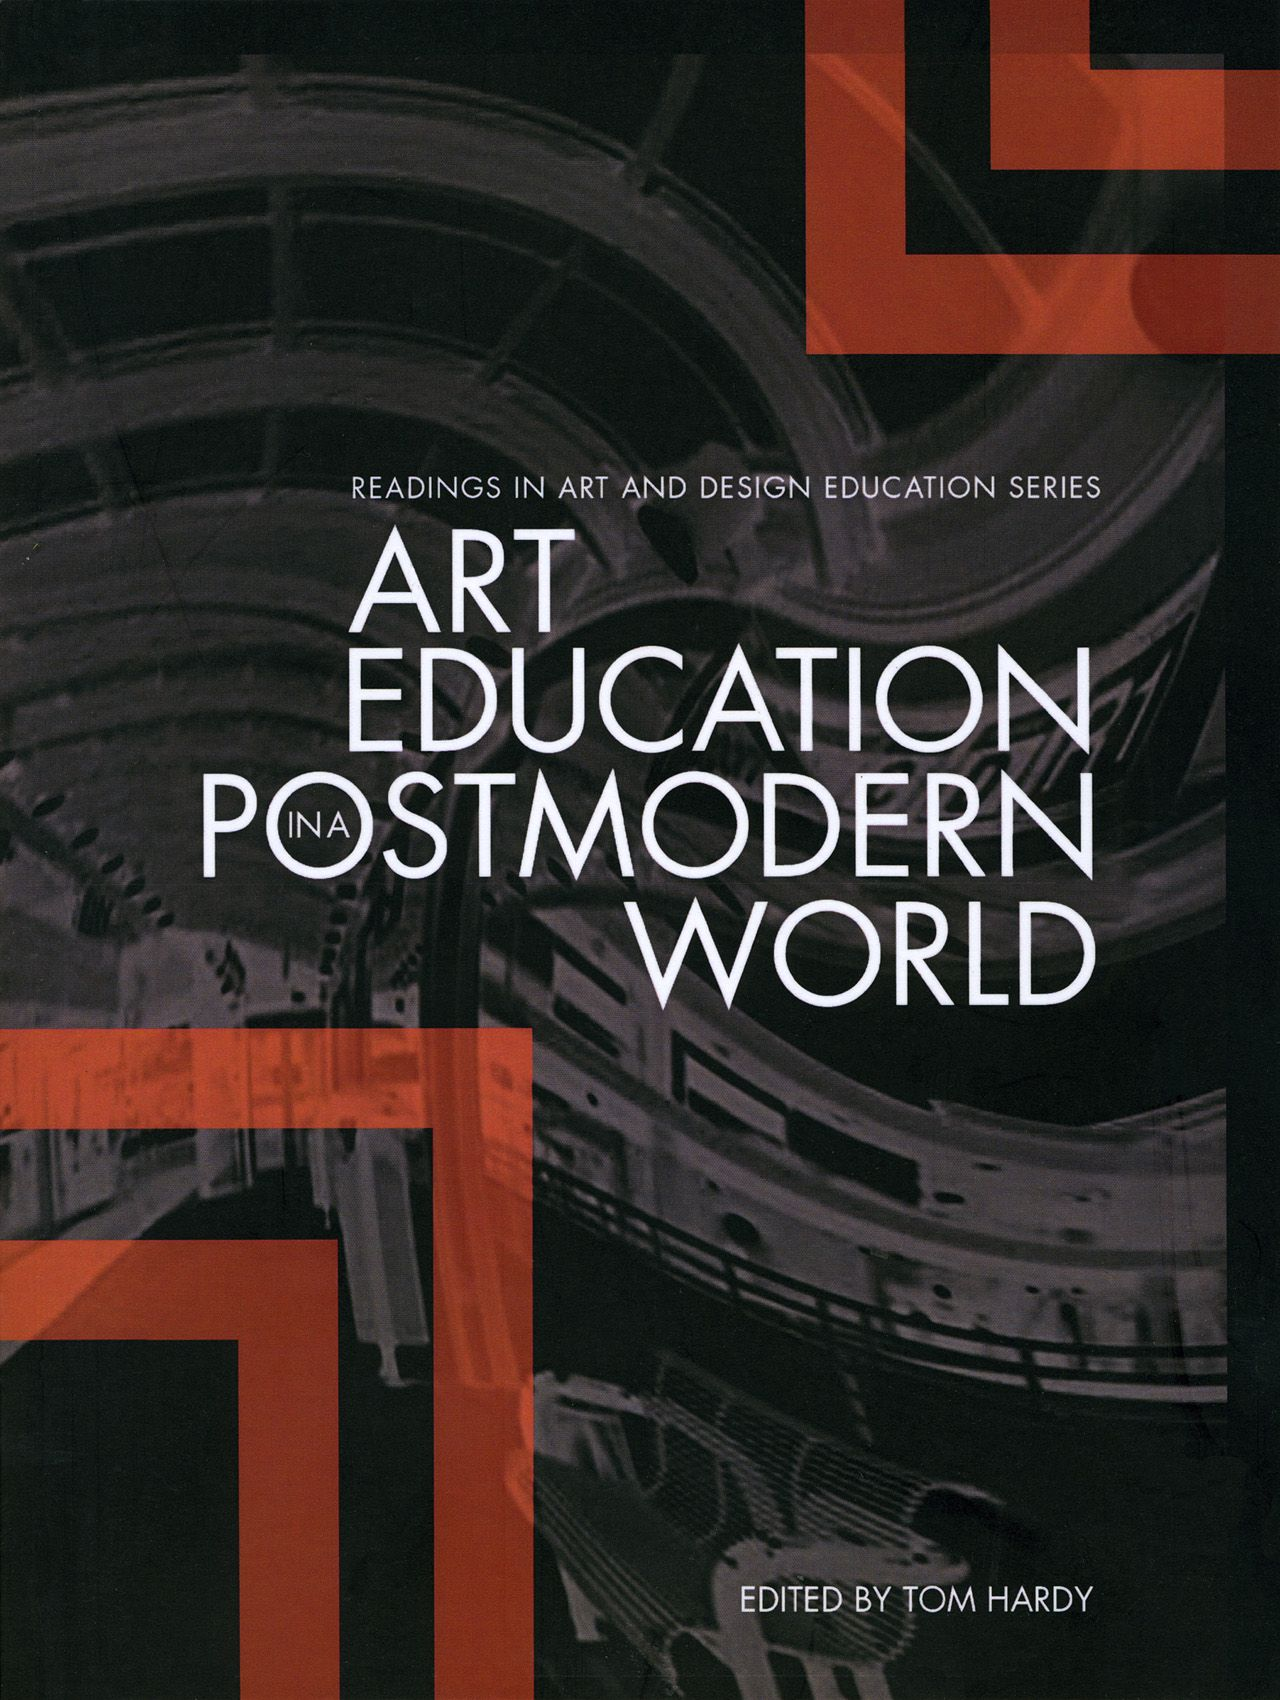 READINGS IN ART AND DESIGN EDUCATION SERIES
ART
EDUCATION
IN A
POSTMODERN
WORLD
EDITED BY TOM HARDY